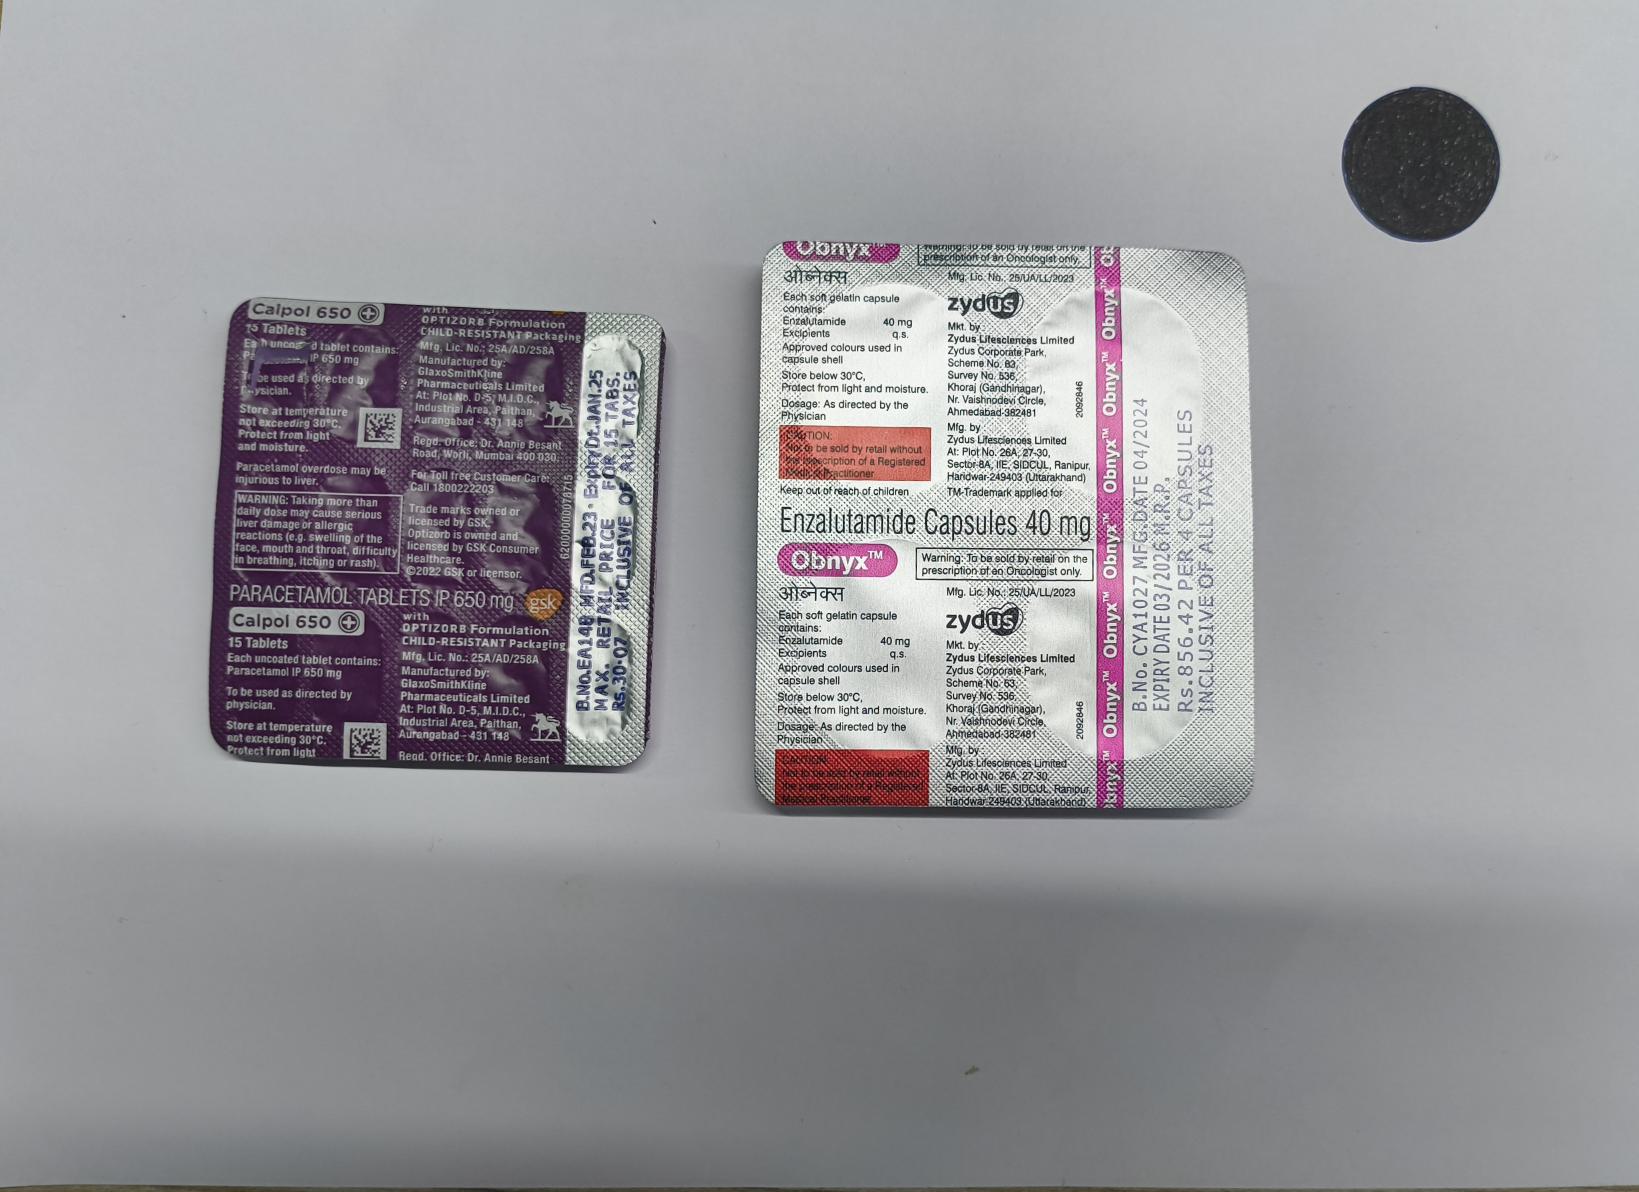 Calpol 650
15 Tablets
tablet contains:
IP 650 mg
be used as directed by
Store at temperature
not exceeding 30°C.
Protect from light
and moisture.
Paracetamol overdose may be
injurious to liver.
WARNING: Taking more than
daily dose may cause serious
liver damage or allergic
reactions (e.g. swelling of the
face, mouth and throat, difficulty
in breathing, itching or rash).
with
OPTIZORB Formulation
CHILD-RESISTANT Packaging
Mfg. Lic. No.: 25A/AD/258A
Manufactured by:
GlaxoSmithKline
Pharmaceuticals Limited
At: Plot No. D-5, M.I.D.C.,
Industrial Area, Paithan,
Aurangabad - 431 148
Regd. Office: Dr. Annie Besant
Road, Worli, Mumbai 400 030.
For Toll free Customer Care:
Call 1800222203
Trade marks owned or
licensed by GSK.
Optizorb is owned and
licensed by GSK Consumer
Healthcare.
©2022 GSK or licensor.
PARACETAMOL TABLETS IP 650 mg
gsk
Calpol 650
15 Tablets
Each uncoated tablet contains:
Paracetamol IP 650 mg
To be used as directed by
physician.
Store at temperature
not exceeding 30°C.
Protect from light
with
OPTIZORB Formulation
CHILD-RESISTANT Packaging
Mfg. Lic. No.: 25A/AD/258A
Manufactured by:
GlaxoSmithKline
Pharmaceuticals Limited
At: Plot No. D-5, M.I.D.C.,
Industrial Area, Paithan,
Aurangabad - 431 148
Regd. Office: Dr. Annie Besant
B.No.EA148 MFD.FEB.23 · ExpiryDt.JAN.25
MAX. RETAIL PRICE FOR 15 TABS.
Rs.30-07 INCLUSIVE OF ALL TAXES
Obnyx™
ओब्नेक्स
Each soft gelatin capsule
contains:
Enzalutamide 40 mg
Excipients q.s.
Approved colours used in
capsule shell
Store below 30°C,
Protect from light and moisture.
Dosage: As directed by the
Physician
CAUTION:
Not to be sold by retail without
the prescription of a Registered
Medical Practitioner
Keep out of reach of children
Warning: To be sold by retail on the
prescription of an Oncologist only.
Mfg. Lic. No.: 25/UA/LL/2023
zydus
Mkt. by
Zydus Lifesciences Limited
Zydus Corporate Park,
Scheme No. 63,
Survey No. 536,
Khoraj (Gandhinagar),
Nr. Vaishnodevi Circle,
Ahmedabad-382481
Mfg. by
Zydus Lifesciences Limited
At: Plot No. 26A, 27-30,
Sector-8A, IIE, SIDCUL, Ranipur,
Haridwar-249403 (Uttarakhand)
TM-Trademark applied for
2092846
Enzalutamide Capsules 40 mg
Obnyx™
ओब्नेक्स
Each soft gelatin capsule
contains:
Enzalutamide 40 mg
Excipients q.s.
Approved colours used in
capsule shell
Store below 30°C,
Protect from light and moisture.
Dosage: As directed by the
Physician
CAUTION:
Not to be sold by retail without
the prescription of a Registered
Medical Practitioner
Warning: To be sold by retail on the
prescription of an Oncologist only.
Mfg. Lic. No.: 25/UA/LL/2023
zydus
Mkt. by
Zydus Lifesciences Limited
Zydus Corporate Park,
Scheme No. 63,
Survey No. 536,
Khoraj (Gandhinagar),
Nr. Vaishnodevi Circle,
Ahmedabad-382481
Mfg. by
Zydus Lifesciences Limited
At: Plot No. 26A, 27-30,
Sector-8A, IIE, SIDCUL, Ranipur,
Haridwar-249403 (Uttarakhand)
2092846
Obnyx™ Obnyx™ Obnyx™ Obnyx™ Obnyx™ Obnyx™
B.No. CYA1027 MFG.DATE 04/2024
EXPIRY DATE 03/2026 M.R.P.
Rs.856.42 PER 4 CAPSULES
INCLUSIVE OF ALL TAXES